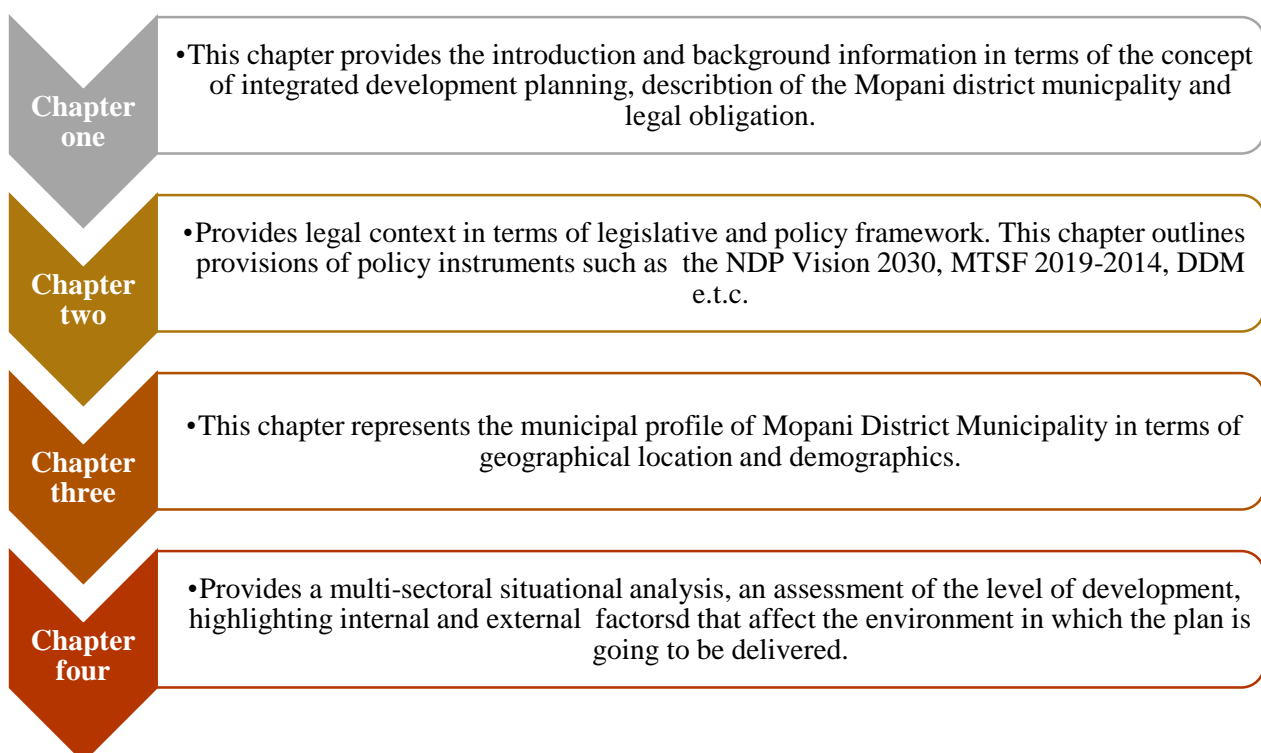 Chapter
one
•This chapter provides the introduction and background information in terms of the concept
of integrated development planning, describtion of the Mopani district municpality and
legal obligation.
Chapter
two
•Provides legal context in terms of legislative and policy framework. This chapter outlines
provisions of policy instruments such as the NDP Vision 2030, MTSF 2019-2014, DDM
e.t.c.
Chapter
three
•This chapter represents the municipal profile of Mopani District Municipality in terms of
geographical location and demographics.
Chapter
four
•Provides a multi-sectoral situational analysis, an assessment of the level of development,
highlighting internal and external factorsd that affect the environment in which the plan is
going to be delivered.